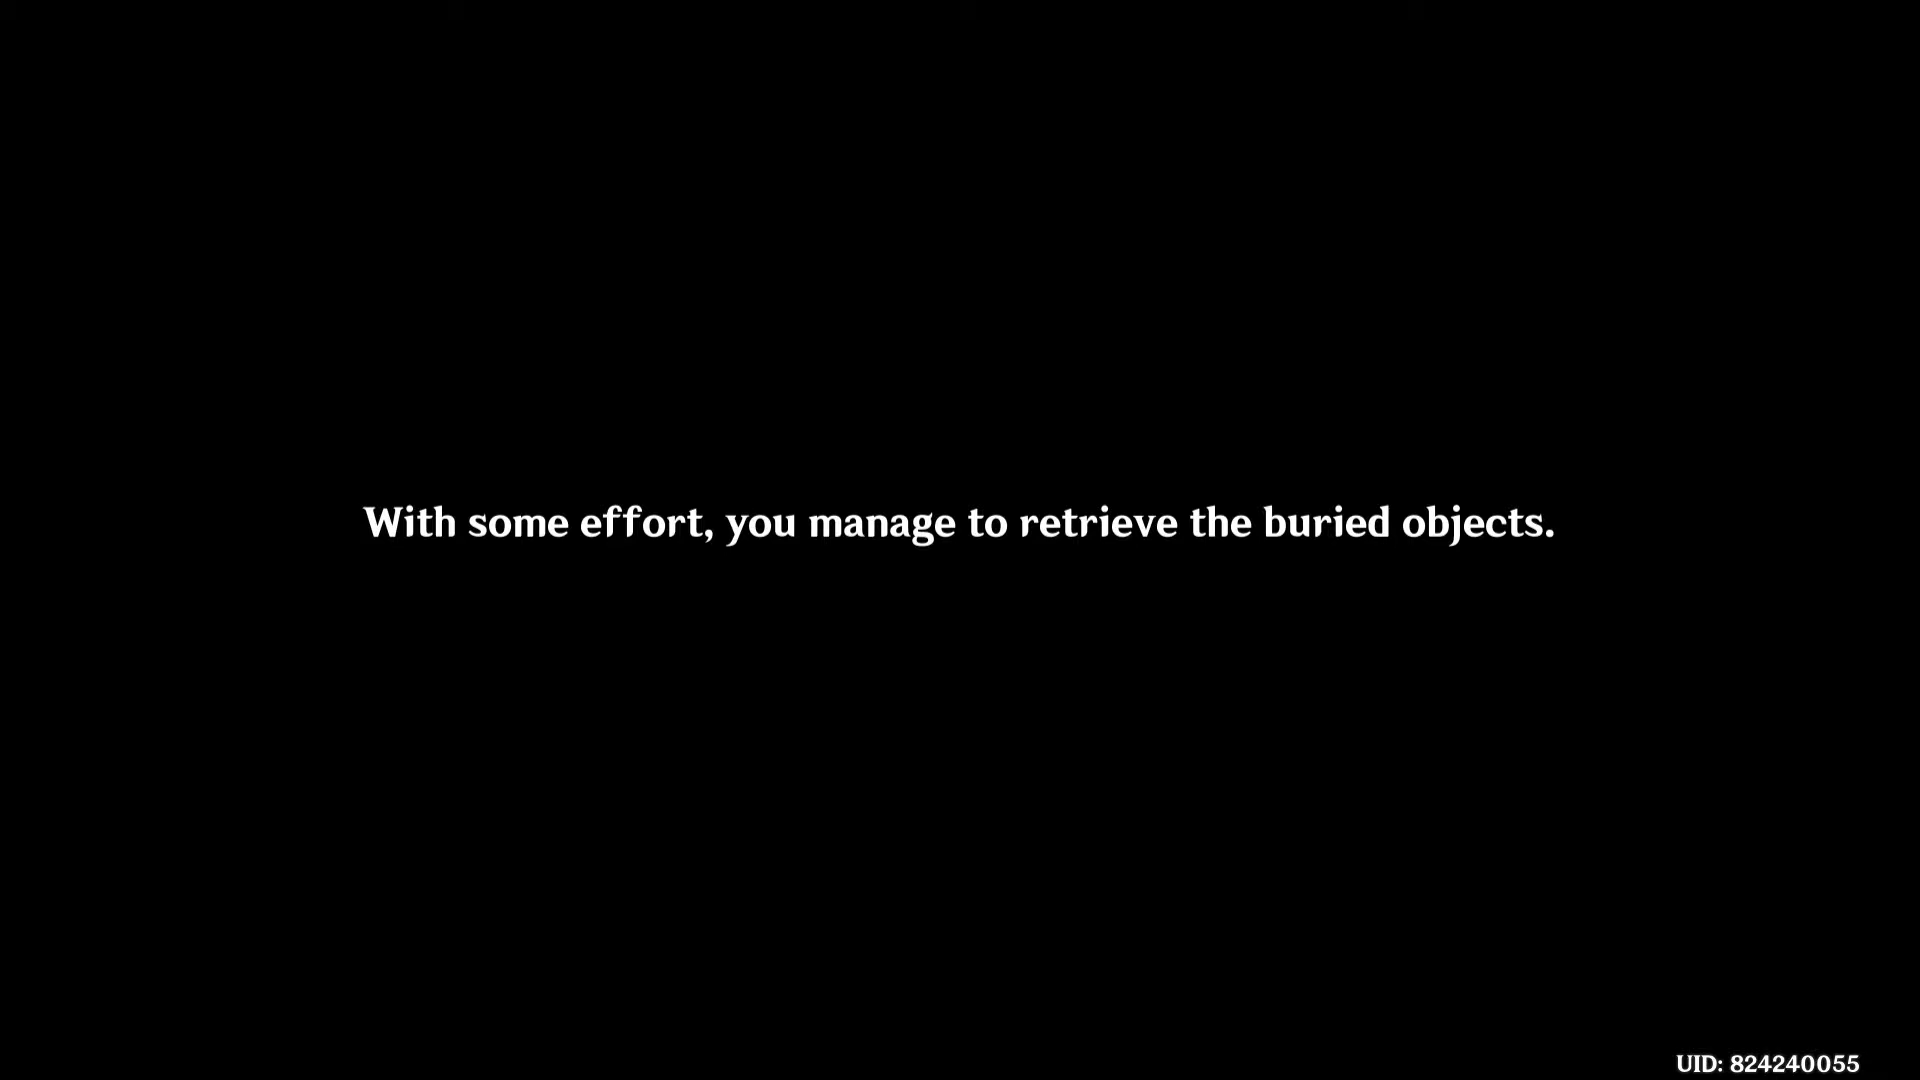 With some effort, you manage to retrieve the buried objects.
UID: 824240055